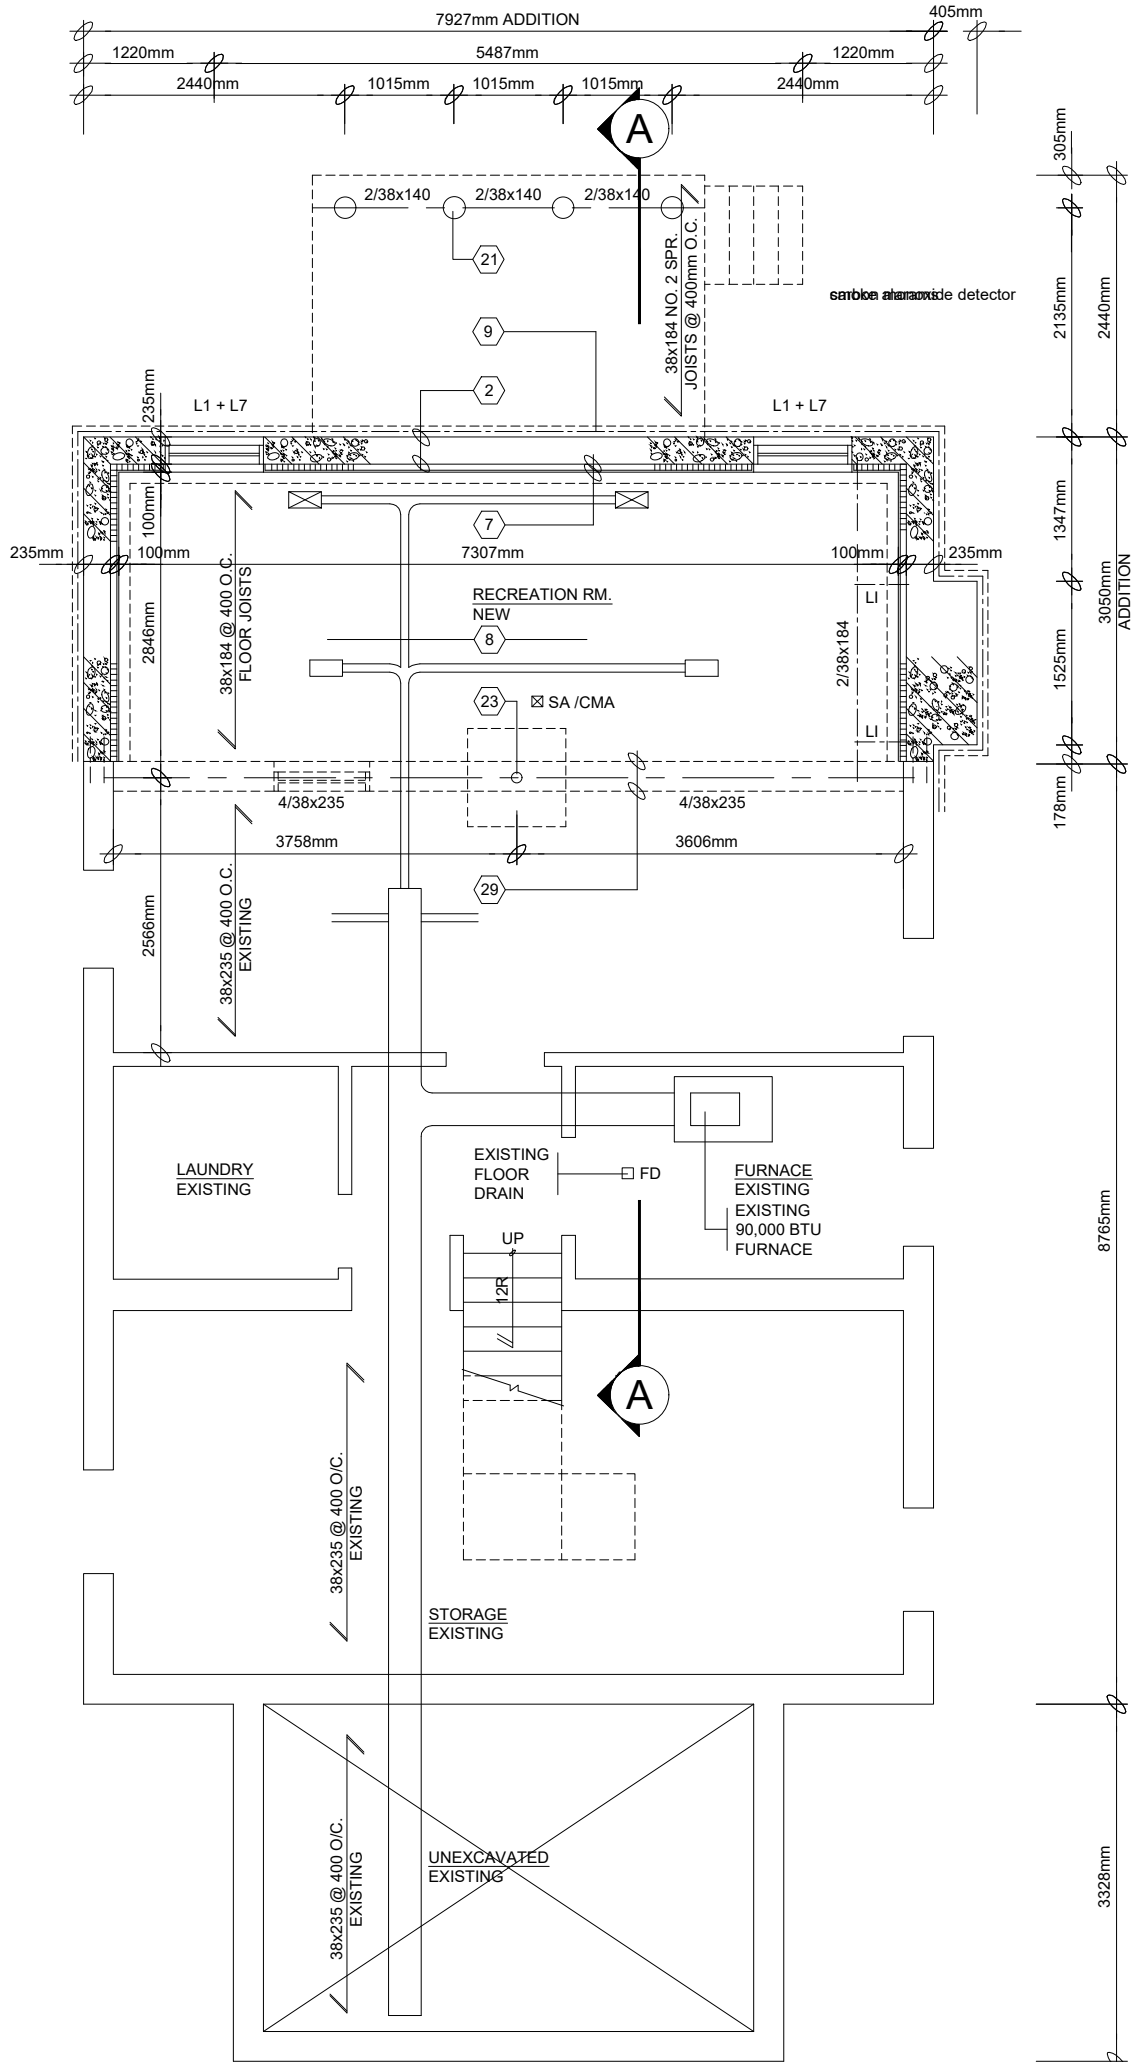 7927mm ADDITION
405mm
1220mm
5487mm
1220mm
2440mm
1015mm
1015mm
1015mm
2440mm
A
305mm
2/38x140
2/38x140
2/38x140
21
38x184 NO. 2 SPR.
JOISTS @ 400mm O.C.
detector
2135mm
2440mm
9
2
235mm
L1 + L7
L1 + L7
100mm
7
1347mm
235mm
100mm
7307mm
100mm
235mm
3050mm
ADDITION
38x184 @ 400 O.C.
FLOOR JOISTS
RECREATION RM.
NEW
LI
2846mm
8
2/38x184
1525mm
23
SA /CMA
LI
4/38x235
4/38x235
178mm
3758mm
3606mm
29
38x235 @ 400 O.C.
EXISTING
2566mm
LAUNDRY
EXISTING
EXISTING
FLOOR
DRAIN
FD
FURNACE
EXISTING
EXISTING
90,000 BTU
FURNACE
8765mm
UP
12R
A
38x235 @ 400 O/C.
EXISTING
STORAGE
EXISTING
38x235 @ 400 O/C.
EXISTING
UNEXCAVATED
EXISTING
3328mm